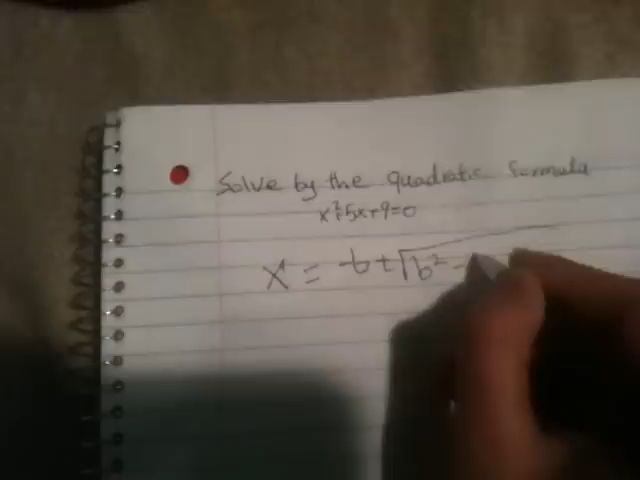 Solve by the quadratic formula
x²+5x+9=0
x = -b±√b²-